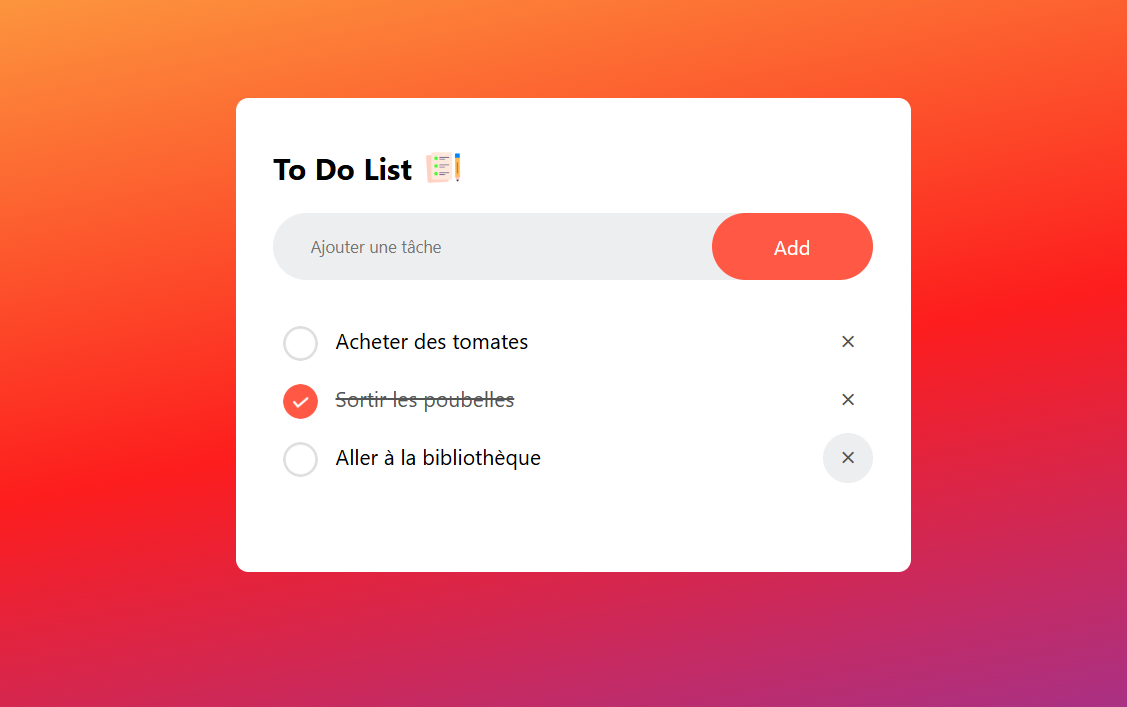 To Do List
Ajouter une tâche
Add
Acheter des tomates
Sortir les poubelles
Aller à la bibliothèque